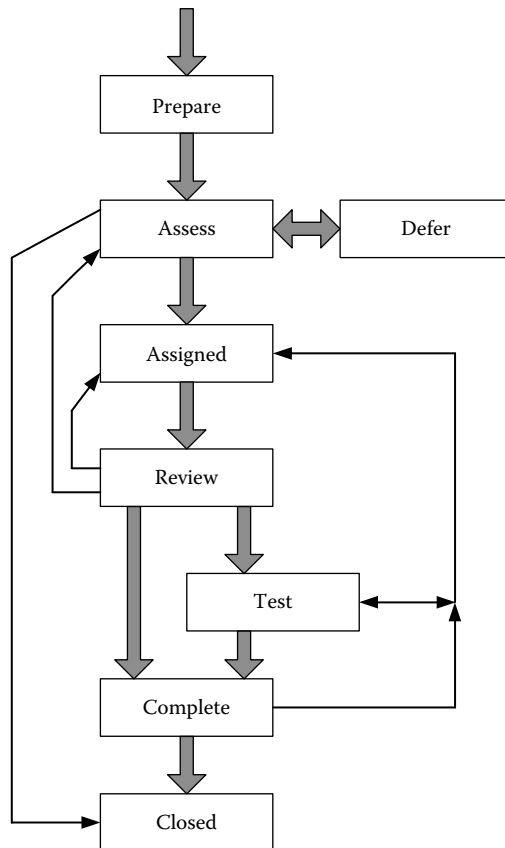 Prepare
Assess
Defer
Assigned
Review
Test
Complete
Closed